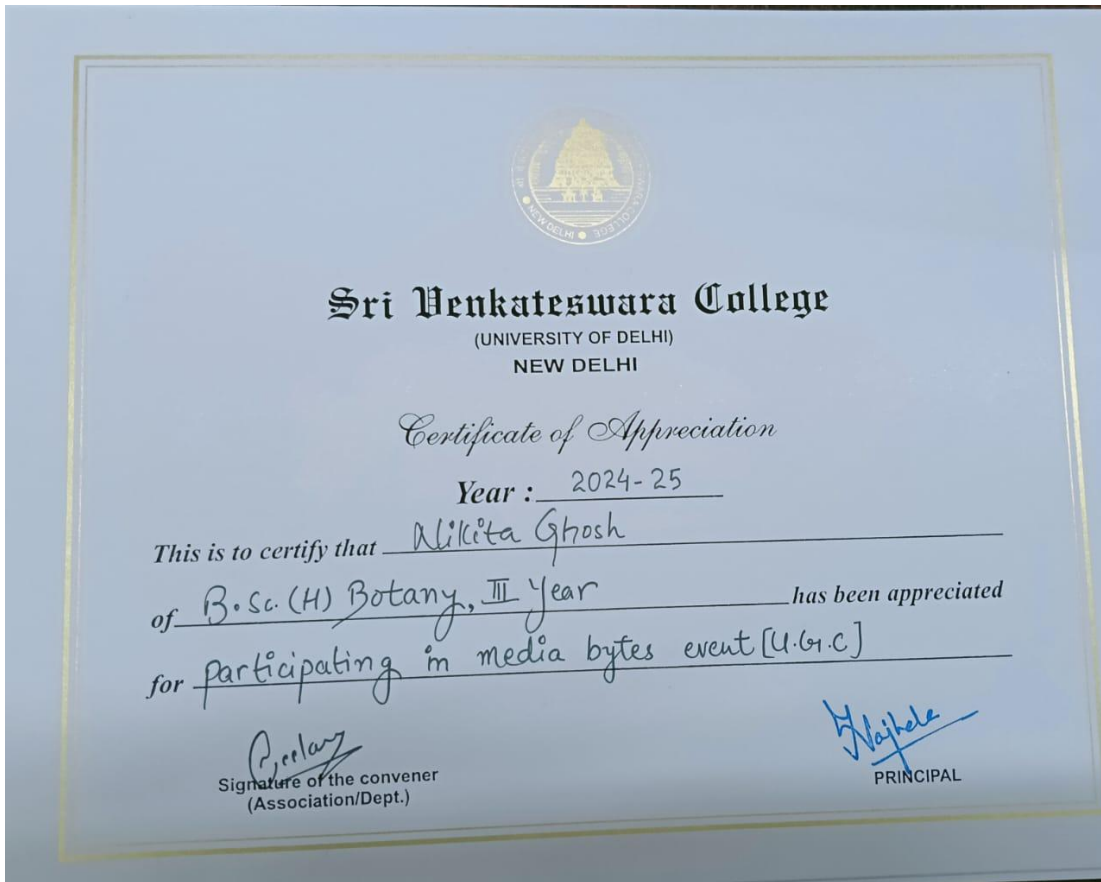 NEW DELHI
Sri Venkateswara College
(UNIVERSITY OF DELHI)
NEW DELHI
Certificate of Appreciation
Year : 2024-25
This is to certify that Nikita Ghosh
of B.Sc. (H) Botany, III Year has been appreciated
for participating in media bytes event [U.G.C]
Signature of the convener
(Association/Dept.)
PRINCIPAL